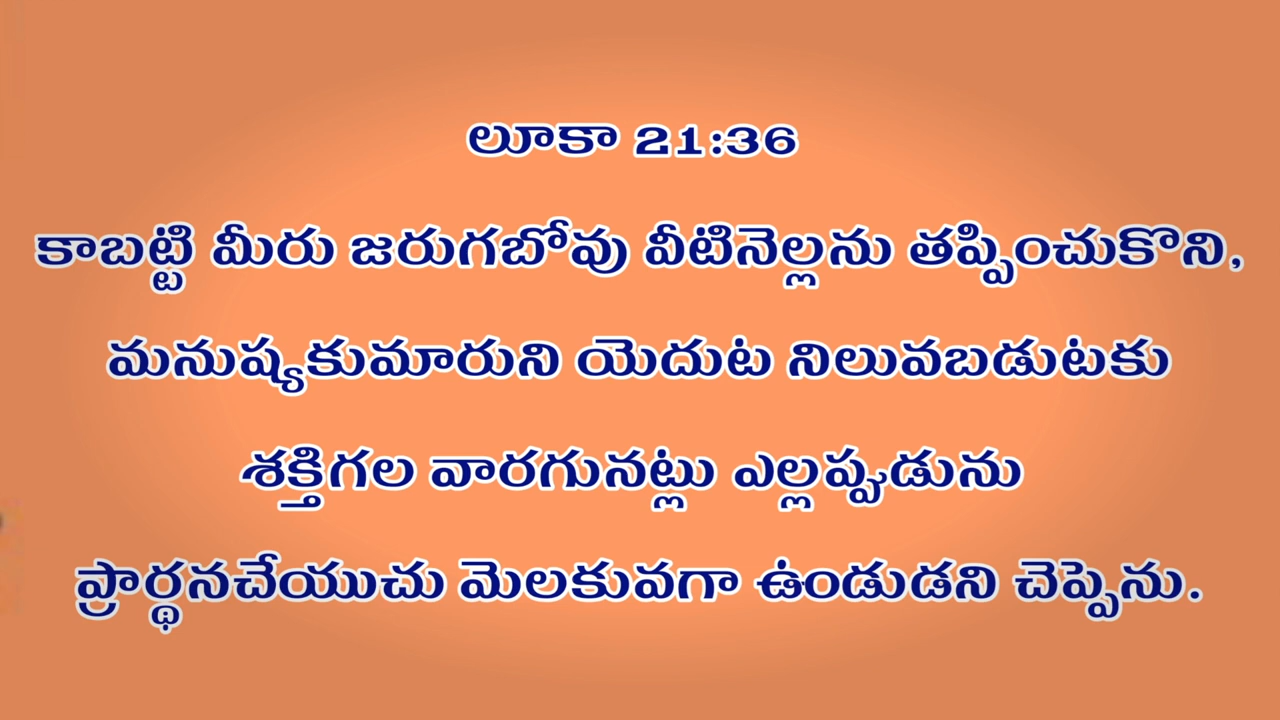 లూకా 21:36
కాబట్టి మీరు జరుగబోవు వీటినెల్లను తప్పించుకొని,
మనుష్యకుమారుని యెదుట నిలువబడుటకు
శక్తిగల వారగునట్లు ఎల్లప్పుడును
ప్రార్థనచేయుచు మెలకువగా ఉండుడని చెప్పెను.